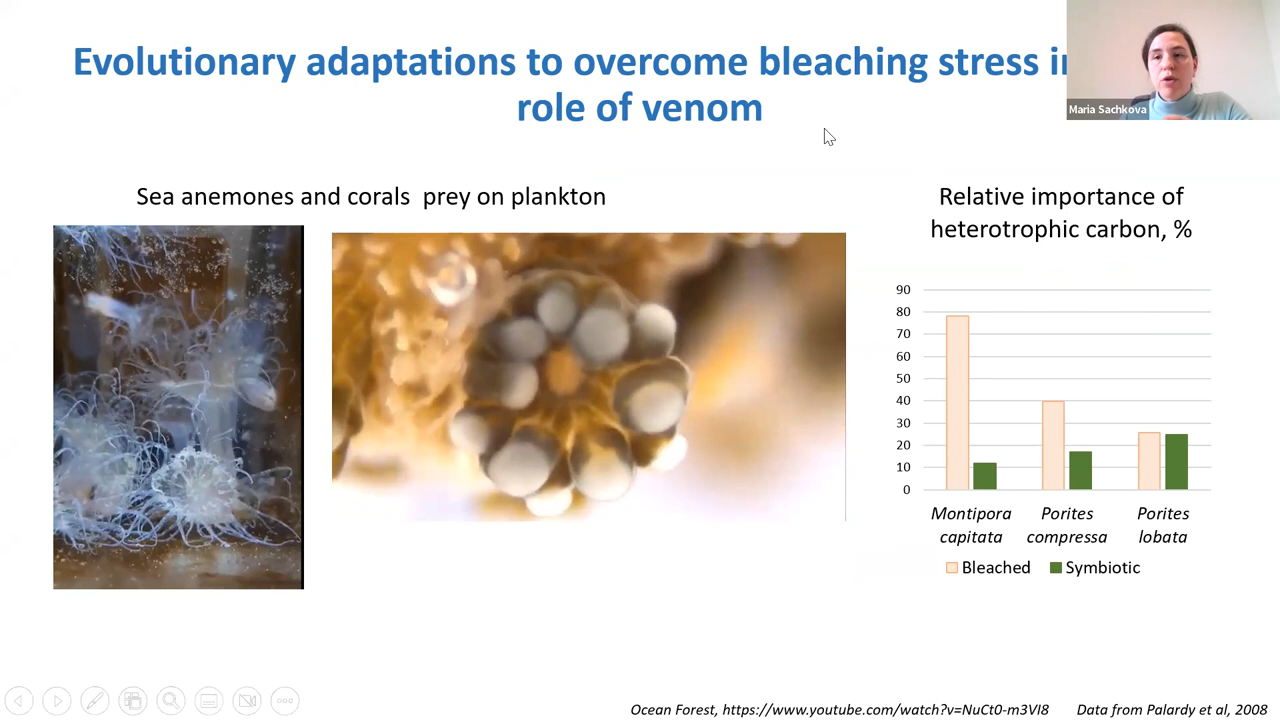 Evolutionary adaptations to overcome bleaching stress
role of venom
Maria Sachkova
Sea anemones and corals prey on plankton
Relative importance of
heterotrophic carbon, %
90
80
70
60
50
40
30
20
10
0
Montipora
capitata
Porites
compressa
Porites
lobata
Bleached
Symbiotic
Ocean Forest, https://www.youtube.com/watch?v=NuCt0-m3VI8
Data from Palardy et al, 2008